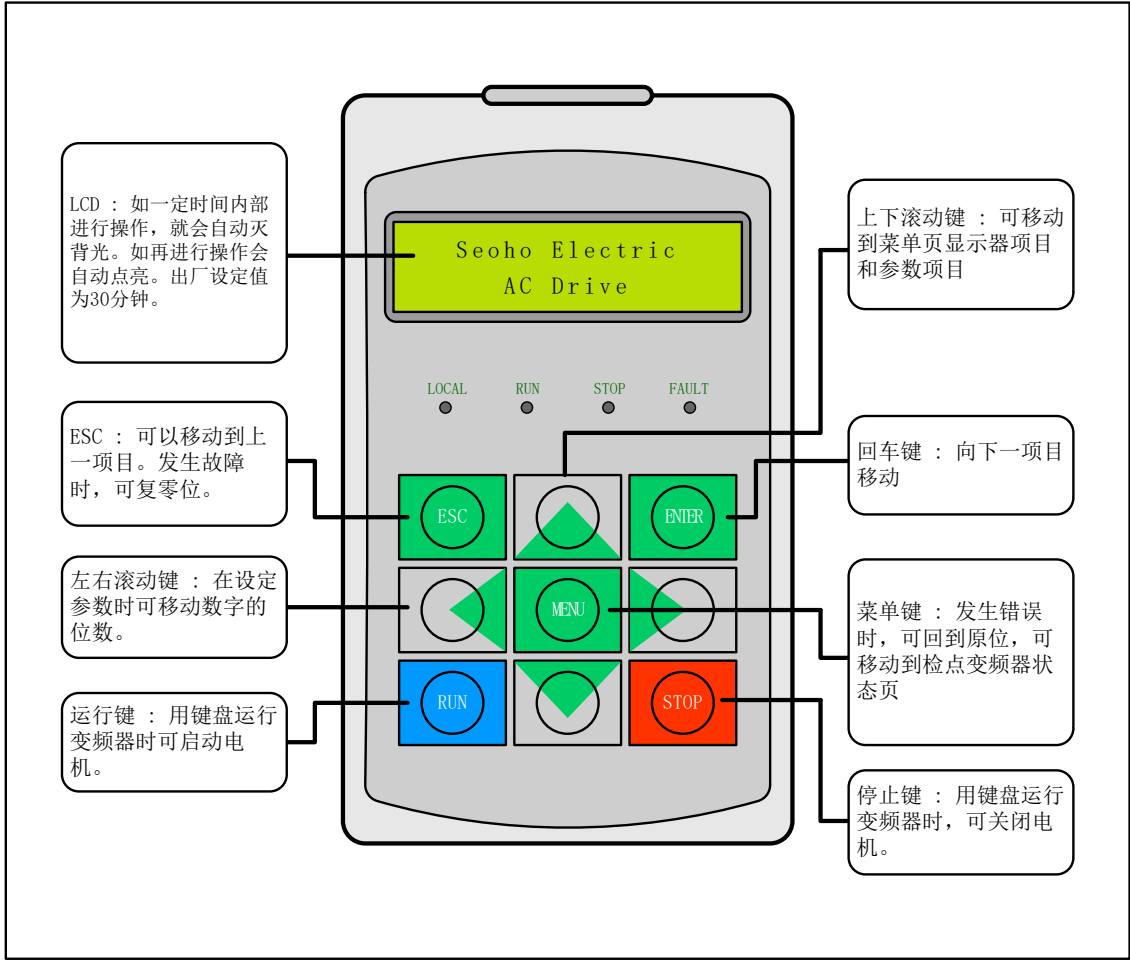 LCD : 如一定时间内部
进行操作，就会自动灭
背光。如再进行操作会
自动点亮。出厂设定值
为30分钟。
ESC : 可以移动到上
一项目。发生故障
时，可复零位。
左右滚动键 : 在设定
参数时可移动数字的
位数。
运行键 : 用键盘运行
变频器时可启动电
机。
Seoho Electric
AC Drive
LOCAL
RUN
STOP
FAULT
ESC
ENTER
MENU
RUN
STOP
上下滚动键 : 可移动
到菜单页显示器项目
和参数项目
回车键 : 向下一项目
移动
菜单键 : 发生错误
时，可回到原位，可
移动到检点变频器状
态页
停止键 : 用键盘运行
变频器时，可关闭电
机。